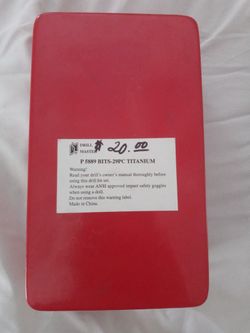 DRILL
MASTER
20.00
P 5889 BITS-29PC TITANIUM
Warning!
Read your drill's owner's manual thoroughly before
using this drill bit set.
Always wear ANSI approved impact safety goggles
when using a drill.
Do not remove this warning label.
Made in China.